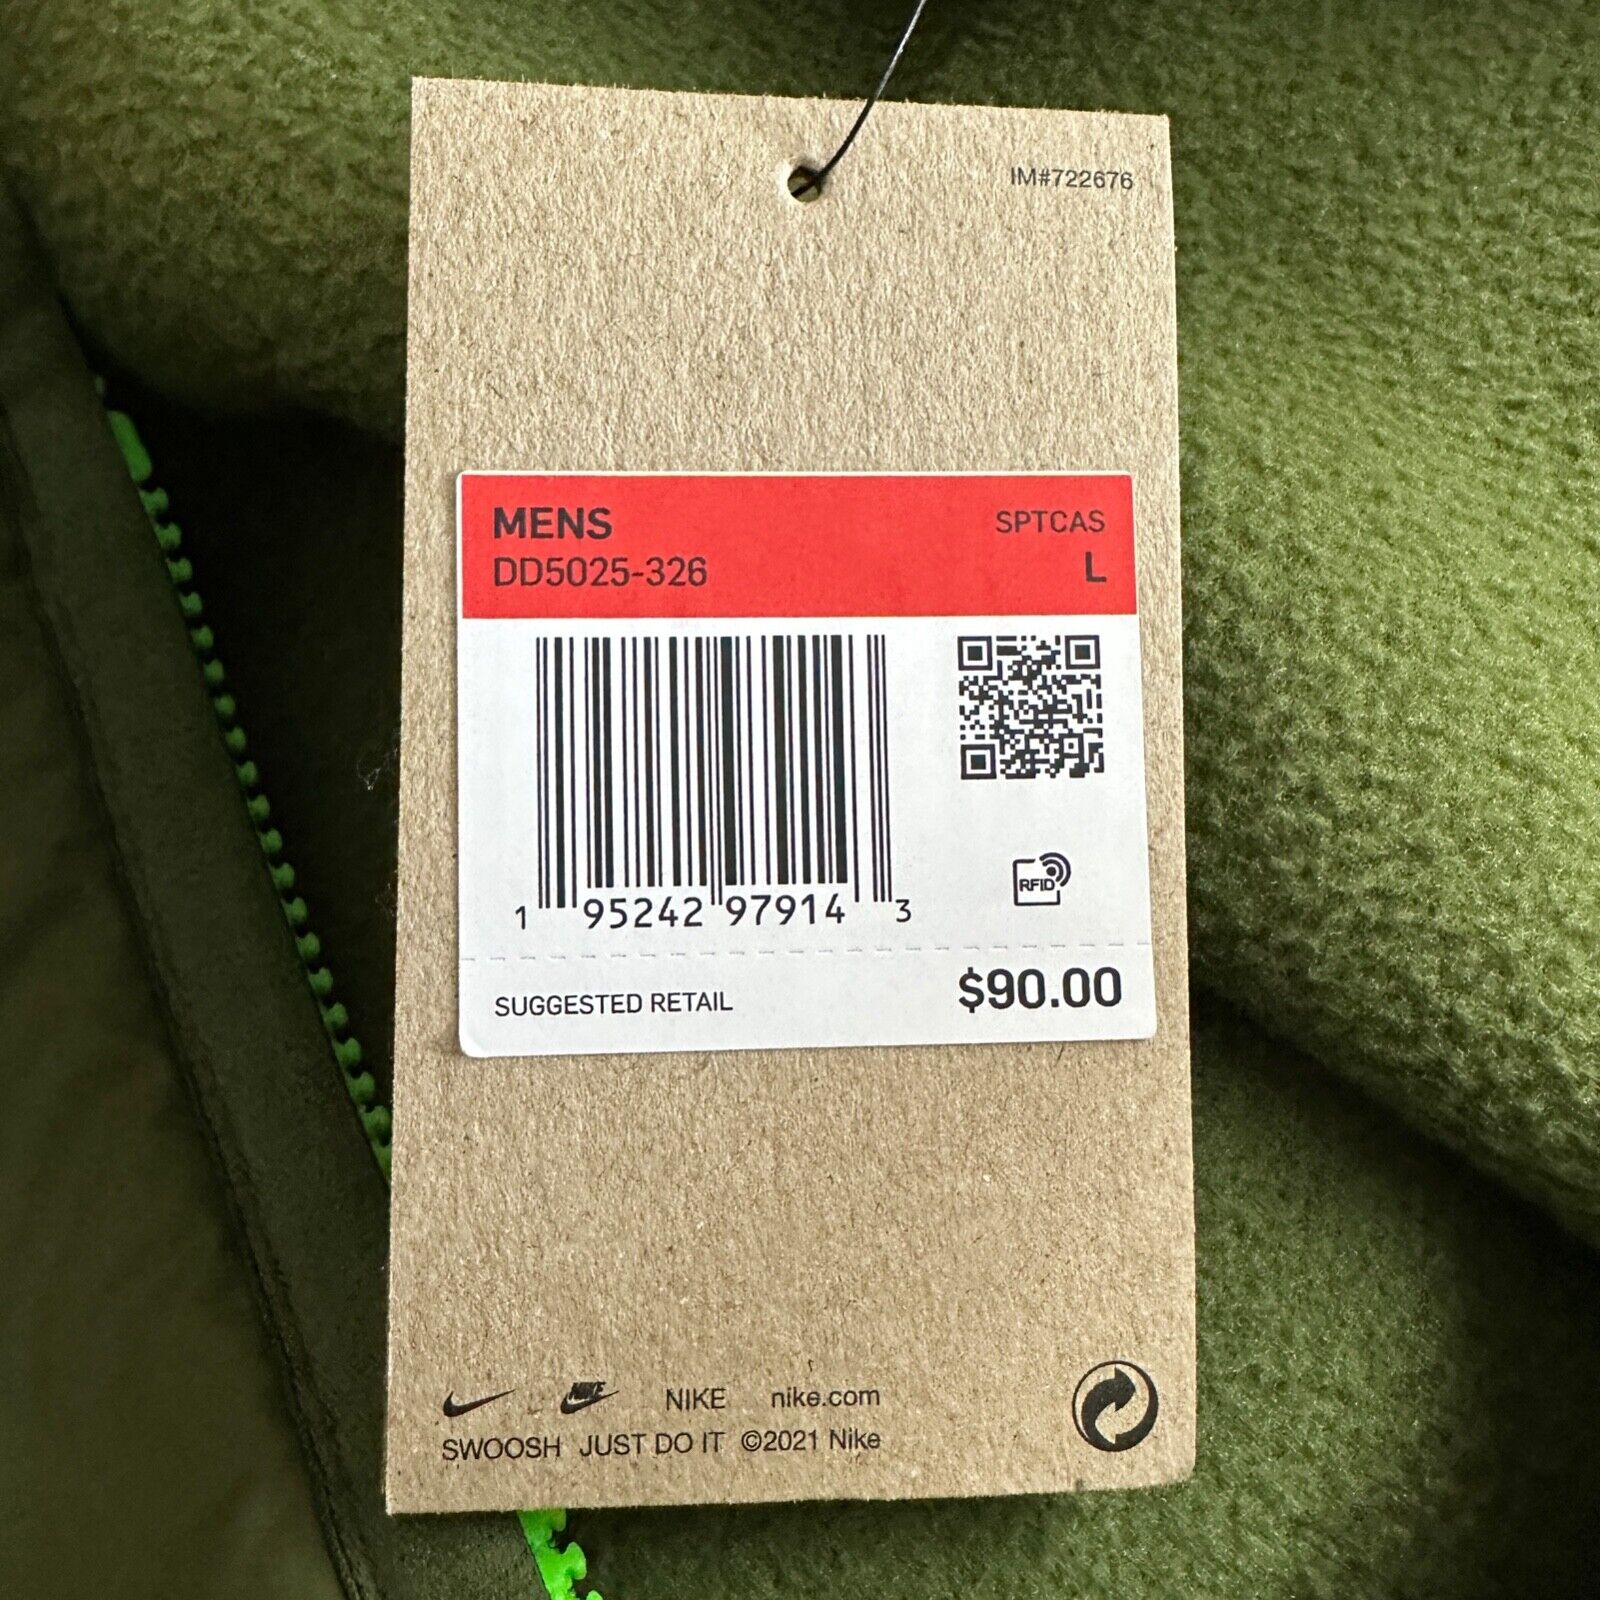 IM#722676
MENS SPTCAS
DD5025-326 L
RFID
1 95242 97914 3
SUGGESTED RETAIL $90.00
NIKE NIKE nike.com
SWOOSH JUST DO IT ©2021 Nike